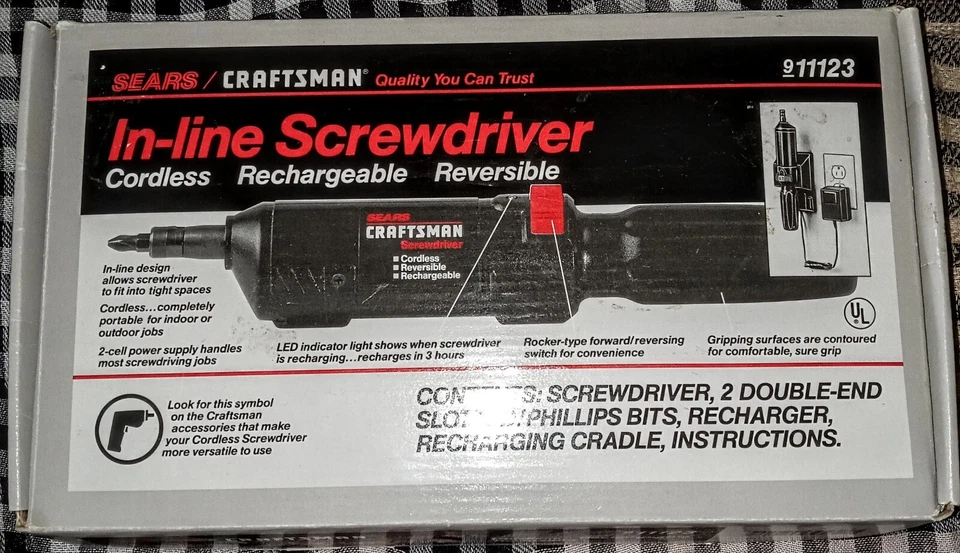 SEARS / CRAFTSMAN® Quality You Can Trust
911123
In-line Screwdriver
Cordless Rechargeable Reversible
SEARS
CRAFTSMAN
Screwdriver
■ Cordless
■ Reversible
■ Rechargeable
In-line design
allows screwdriver
to fit into tight spaces
Cordless...completely
portable for indoor or
outdoor jobs
2-cell power supply handles
most screwdriving jobs
LED indicator light shows when screwdriver
is recharging...recharges in 3 hours
Rocker-type forward/reversing
switch for convenience
Gripping surfaces are contoured
for comfortable, sure grip
UL
Look for this symbol
on the Craftsman
accessories that make
your Cordless Screwdriver
more versatile to use
SCREWDRIVER, 2 DOUBLE-END
PHILLIPS BITS, RECHARGER,
RECHARGING CRADLE, INSTRUCTIONS.